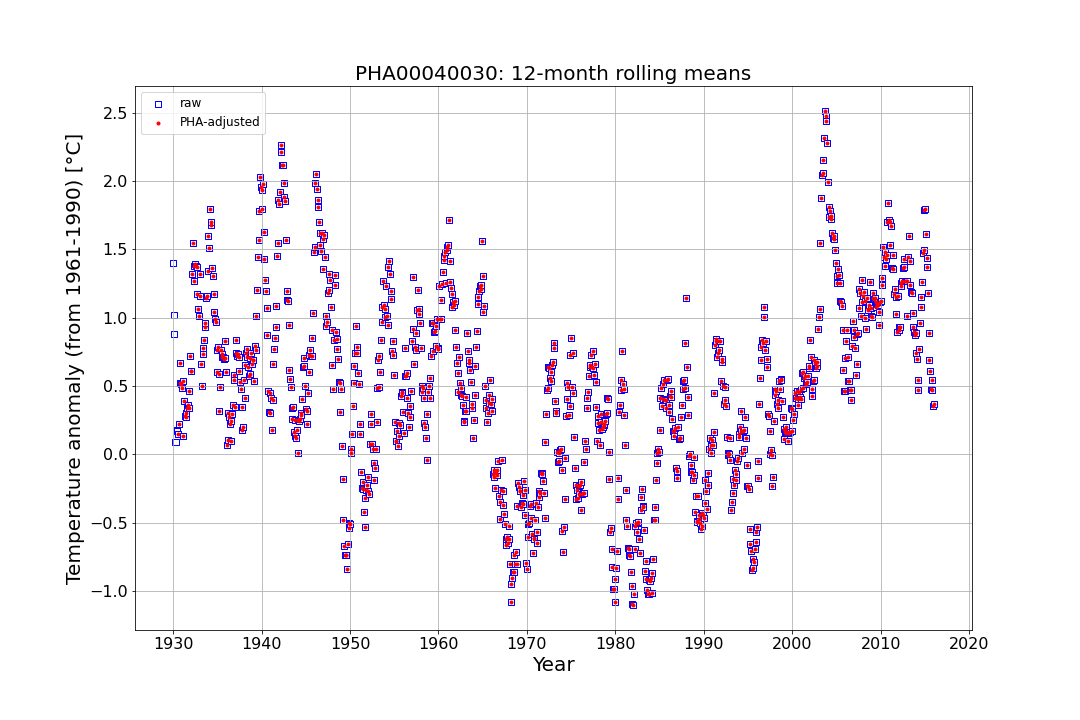 PHA00040030: 12-month rolling means
raw
PHA-adjusted
Temperature anomaly (from 1961-1990) [°C]
2.5
2.0
1.5
1.0
0.5
0.0
−0.5
−1.0
1930 1940 1950 1960 1970 1980 1990 2000 2010 2020
Year